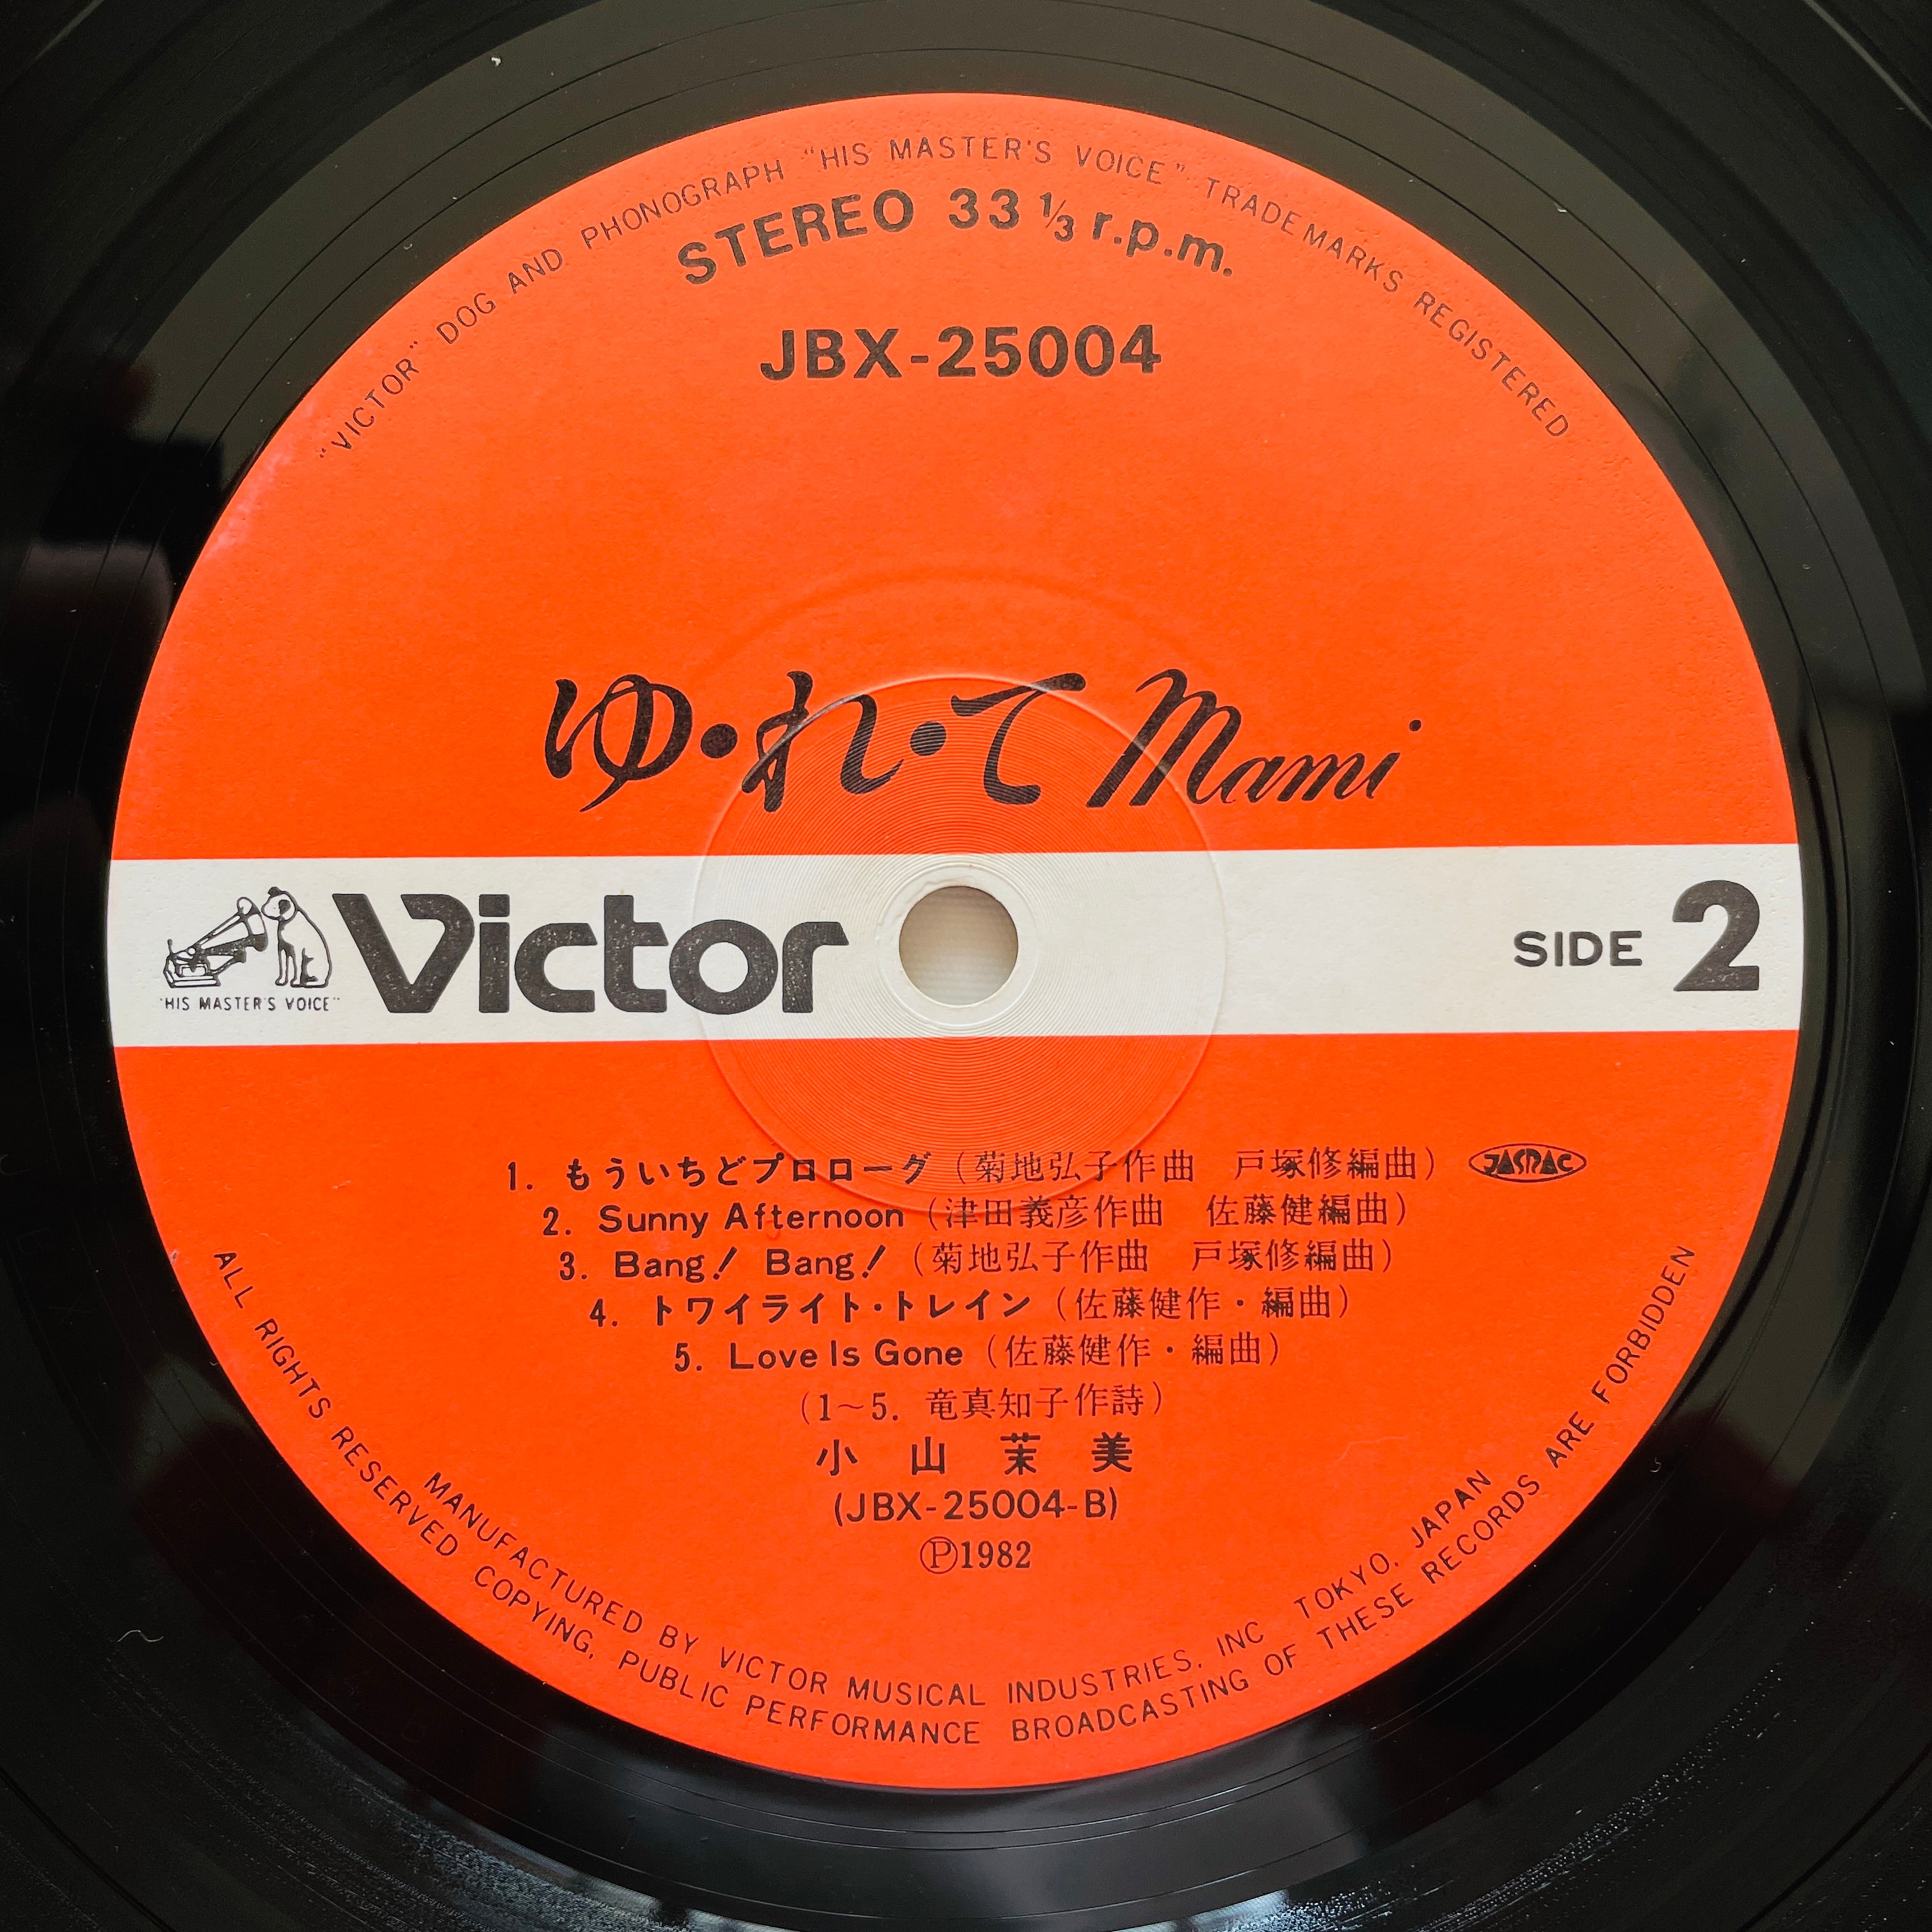 "VICTOR" DOG AND PHONOGRAPH "HIS MASTER'S VOICE" TRADEMARKS REGISTERED
STEREO 33 1/3 r.p.m.
JBX-25004
ゆ・れ・て Mami
"HIS MASTER'S VOICE"
Victor
SIDE 2
1. もういちどプロローグ (菊地弘子作曲 戸塚修編曲) JASRAC
2. Sunny Afternoon (津田義彦作曲 佐藤健編曲)
3. Bang! Bang! (菊地弘子作曲 戸塚修編曲)
4. トワイライト・トレイン (佐藤健作・編曲)
5. Love Is Gone (佐藤健作・編曲)
(1~5. 竜真知子作詩)
小山茉美
(JBX-25004-B)
Ⓟ1982
MANUFACTURED BY VICTOR MUSICAL INDUSTRIES, INC TOKYO, JAPAN
ALL RIGHTS RESERVED COPYING, PUBLIC PERFORMANCE BROADCASTING OF THESE RECORDS ARE FORBIDDEN